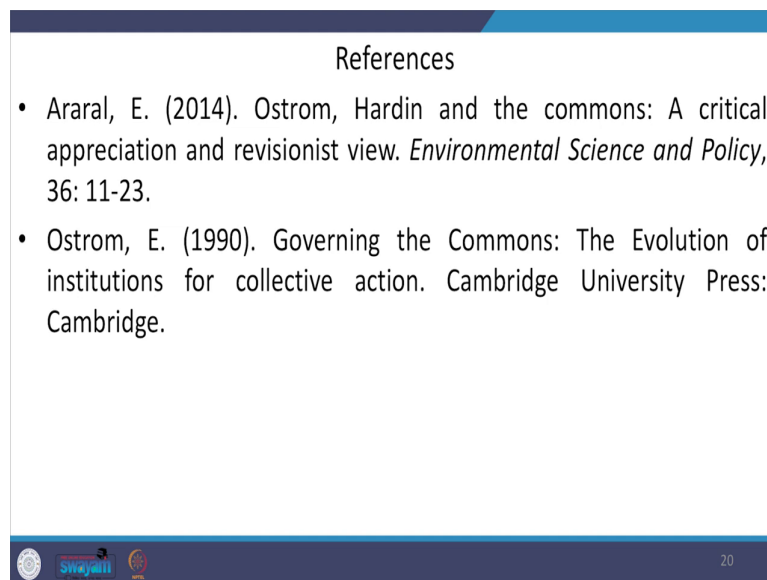 References
• Araral, E. (2014). Ostrom, Hardin and the commons: A critical
appreciation and revisionist view. Environmental Science and Policy,
36: 11-23.
• Ostrom, E. (1990). Governing the Commons: The Evolution of
institutions for collective action. Cambridge University Press:
Cambridge.
swayam
20